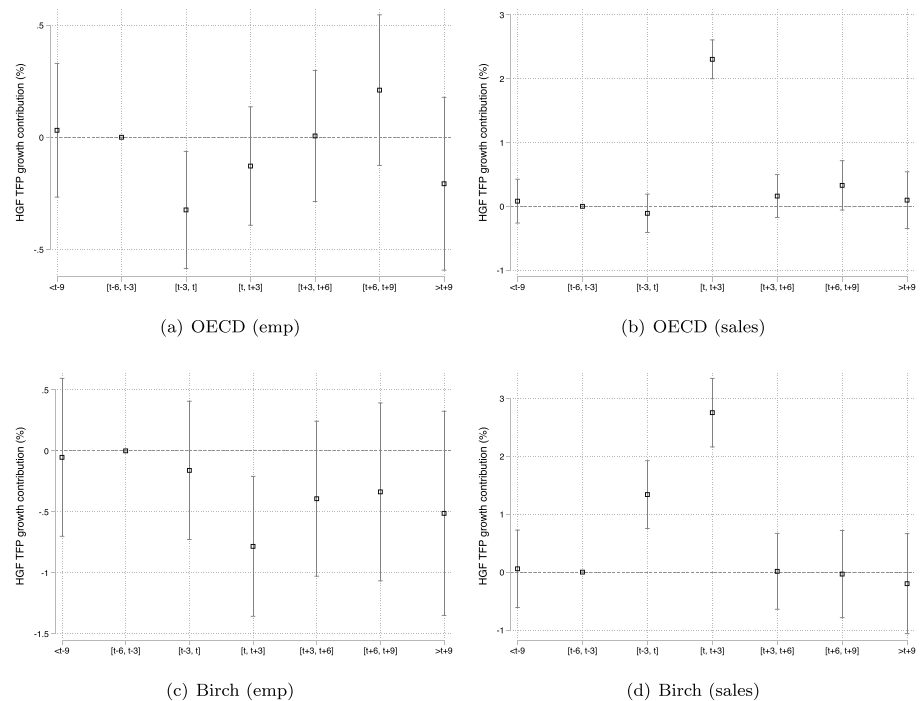 HGF TFP growth contribution (%)
.5
0
-.5
<t-9 [t-6, t-3] [t-3, t] [t, t+3] [t+3, t+6] [t+6, t+9] >t+9
(a) OECD (emp)
HGF TFP growth contribution (%)
3
2
1
0
-1
<t-9 [t-6, t-3] [t-3, t] [t, t+3] [t+3, t+6] [t+6, t+9] >t+9
(b) OECD (sales)
HGF TFP growth contribution (%)
.5
0
-.5
-1
-1.5
<t-9 [t-6, t-3] [t-3, t] [t, t+3] [t+3, t+6] [t+6, t+9] >t+9
(c) Birch (emp)
HGF TFP growth contribution (%)
3
2
1
0
-1
<t-9 [t-6, t-3] [t-3, t] [t, t+3] [t+3, t+6] [t+6, t+9] >t+9
(d) Birch (sales)